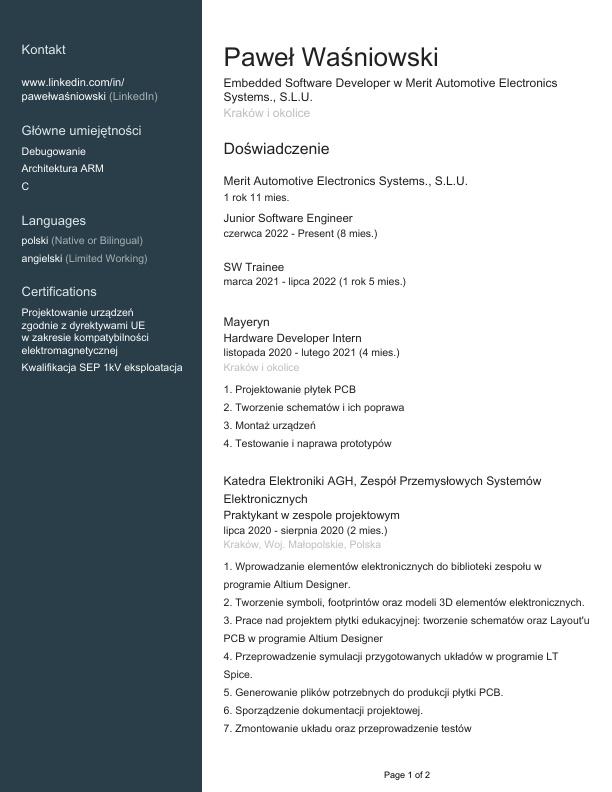 Kontakt
www.linkedin.com/in/
pawełwaśniowski (LinkedIn)
Główne umiejętności
Debugowanie
Architektura ARM
C
Languages
polski (Native or Bilingual)
angielski (Limited Working)
Certifications
Projektowanie urządzeń
zgodnie z dyrektywami UE
w zakresie kompatybilności
elektromagnetycznej
Kwalifikacja SEP 1kV eksploatacja
Paweł Waśniowski
Embedded Software Developer w Merit Automotive Electronics
Systems., S.L.U.
Kraków i okolice
Doświadczenie
Merit Automotive Electronics Systems., S.L.U.
1 rok 11 mies.
Junior Software Engineer
czerwca 2022 - Present (8 mies.)
SW Trainee
marca 2021 - lipca 2022 (1 rok 5 mies.)
Mayeryn
Hardware Developer Intern
listopada 2020 - lutego 2021 (4 mies.)
Kraków i okolice
1. Projektowanie płytek PCB
2. Tworzenie schematów i ich poprawa
3. Montaż urządzeń
4. Testowanie i naprawa prototypów
Katedra Elektroniki AGH, Zespół Przemysłowych Systemów
Elektronicznych
Praktykant w zespole projektowym
lipca 2020 - sierpnia 2020 (2 mies.)
Kraków, Woj. Małopolskie, Polska
1. Wprowadzanie elementów elektronicznych do biblioteki zespołu w
programie Altium Designer.
2. Tworzenie symboli, footprintów oraz modeli 3D elementów elektronicznych.
3. Prace nad projektem płytki edukacyjnej: tworzenie schematów oraz Layout'u
PCB w programie Altium Designer
4. Przeprowadzenie symulacji przygotowanych układów w programie LT
Spice.
5. Generowanie plików potrzebnych do produkcji płytki PCB.
6. Sporządzenie dokumentacji projektowej.
7. Zmontowanie układu oraz przeprowadzenie testów
Page 1 of 2